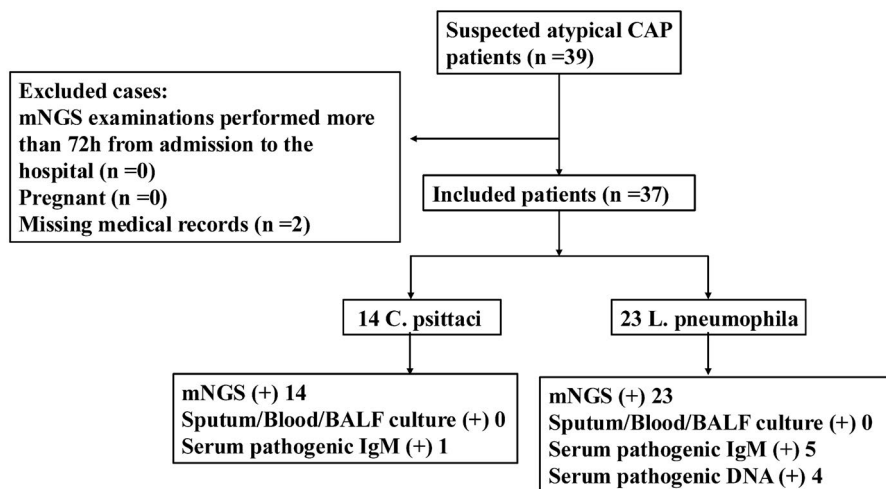 Suspected atypical CAP
patients (n =39)
Excluded cases:
mNGS examinations performed more
than 72h from admission to the
hospital (n =0)
Pregnant (n =0)
Missing medical records (n =2)
Included patients (n =37)
14 C. psittaci
23 L. pneumophila
mNGS (+) 14
Sputum/Blood/BALF culture (+) 0
Serum pathogenic IgM (+) 1
mNGS (+) 23
Sputum/Blood/BALF culture (+) 0
Serum pathogenic IgM (+) 5
Serum pathogenic DNA (+) 4